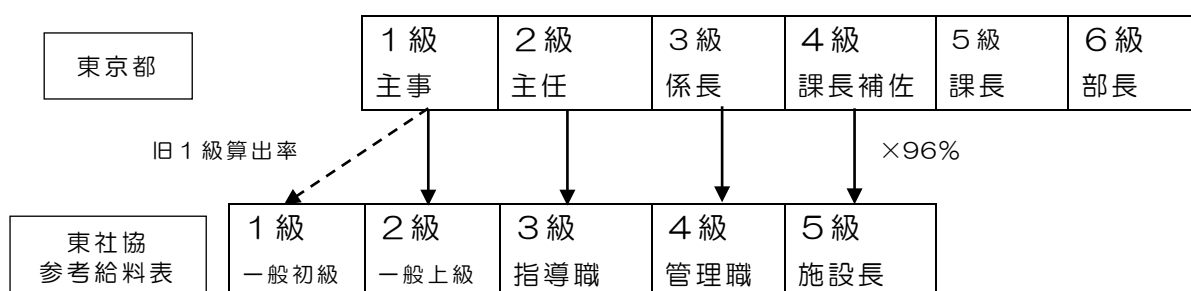 東京都
１級
２級
３級
４級
５級
６級
主事
主任
係長
課長補佐
課長
部長
旧１級算出率
×96%
東社協
参考給料表
１級
２級
３級
４級
５級
一般初級
一般上級
指導職
管理職
施設長